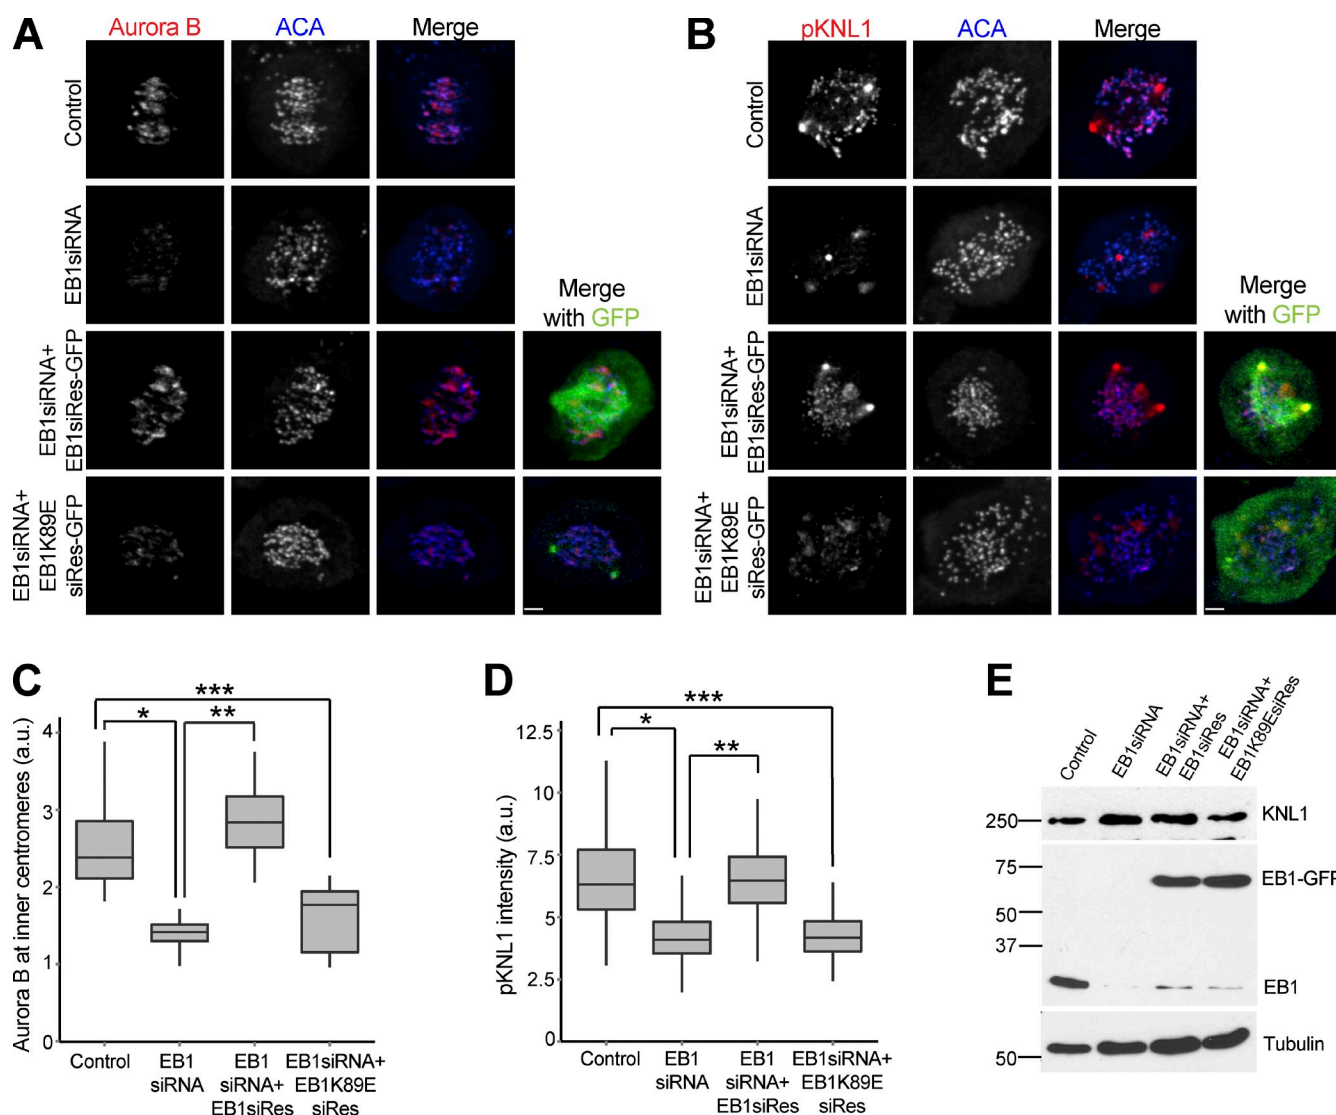 A
Aurora B
ACA
Merge
Control
EB1siRNA
EB1siRNA+
EB1siRes-GFP
EB1siRNA+
EB1K89E
siRes-GFP
Merge
with GFP
B
pKNL1
ACA
Merge
Control
EB1siRNA
EB1siRNA+
EB1siRes-GFP
EB1siRNA+
EB1K89E
siRes-GFP
Merge
with GFP
C
Aurora B at inner centromeres (a.u.)
4
3
2
1
0
***
*
**
Control
EB1
siRNA
EB1
siRNA+
EB1siRes
EB1siRNA+
EB1K89E
siRes
D
pKNL1 intensity (a.u.)
12.5
10
7.5
5
2.5
0
***
*
**
Control
EB1
siRNA
EB1
siRNA+
EB1siRes
EB1siRNA+
EB1K89E
siRes
E
Control
EB1siRNA
EB1siRNA+
EB1siRes
EB1siRNA+
EB1K89EsiRes
250
KNL1
75
EB1-GFP
50
37
EB1
Tubulin
50